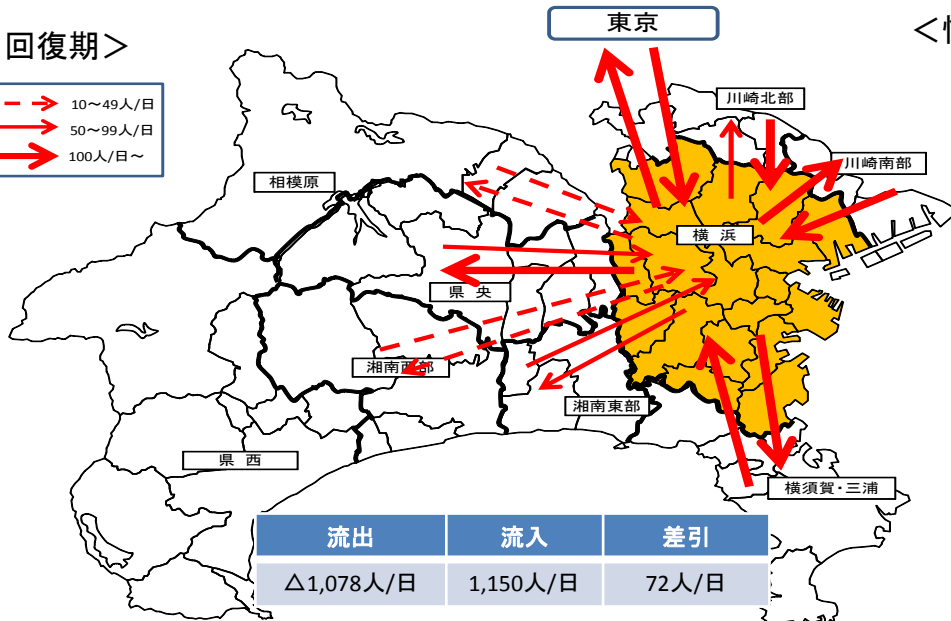 回復期＞
＜
東京
10～49人/日
50～99人/日
100人/日～
川崎北部
川崎南部
相模原
横浜
県央
湘南西部
湘南東部
県西
横須賀・三浦
流出 流入 差引
△1,078人/日 1,150人/日 72人/日